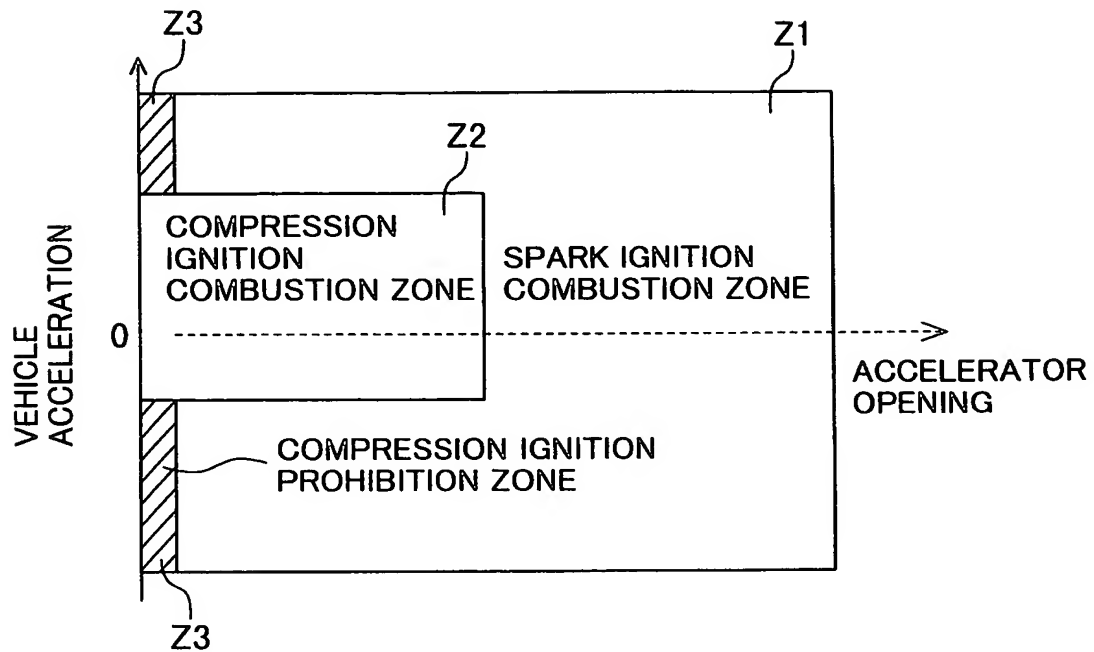 Z3
Z1
Z2
COMPRESSION
IGNITION
COMBUSTION ZONE
SPARK IGNITION
COMBUSTION ZONE
VEHICLE
ACCELERATION
0
ACCELERATOR
OPENING
COMPRESSION IGNITION
PROHIBITION ZONE
Z3